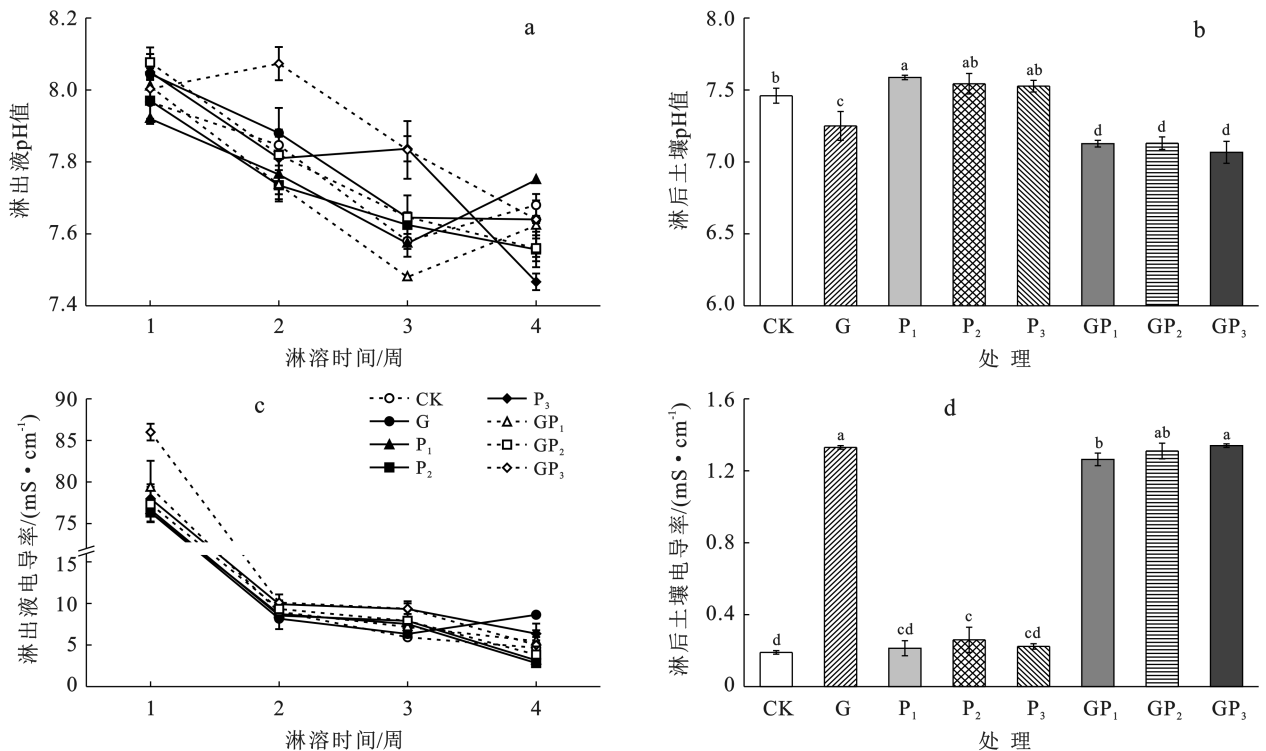 a
淋出液pH值
8.2
8.0
7.8
7.6
7.4
1 2 3 4
淋溶时间/周
b
淋后土壤pH值
8.0
7.5
7.0
6.5
6.0
b c a ab ab d d d
CK G P₁ P₂ P₃ GP₁ GP₂ GP₃
处 理
c
淋出液电导率/(mS·cm⁻¹)
90
85
80
75
15
10
5
0
CK
G
P₁
P₂
P₃
GP₁
GP₂
GP₃
1 2 3 4
淋溶时间/周
d
淋后土壤电导率/(mS·cm⁻¹)
1.6
1.2
0.8
0.4
0
d a cd c cd b ab a
CK G P₁ P₂ P₃ GP₁ GP₂ GP₃
处 理